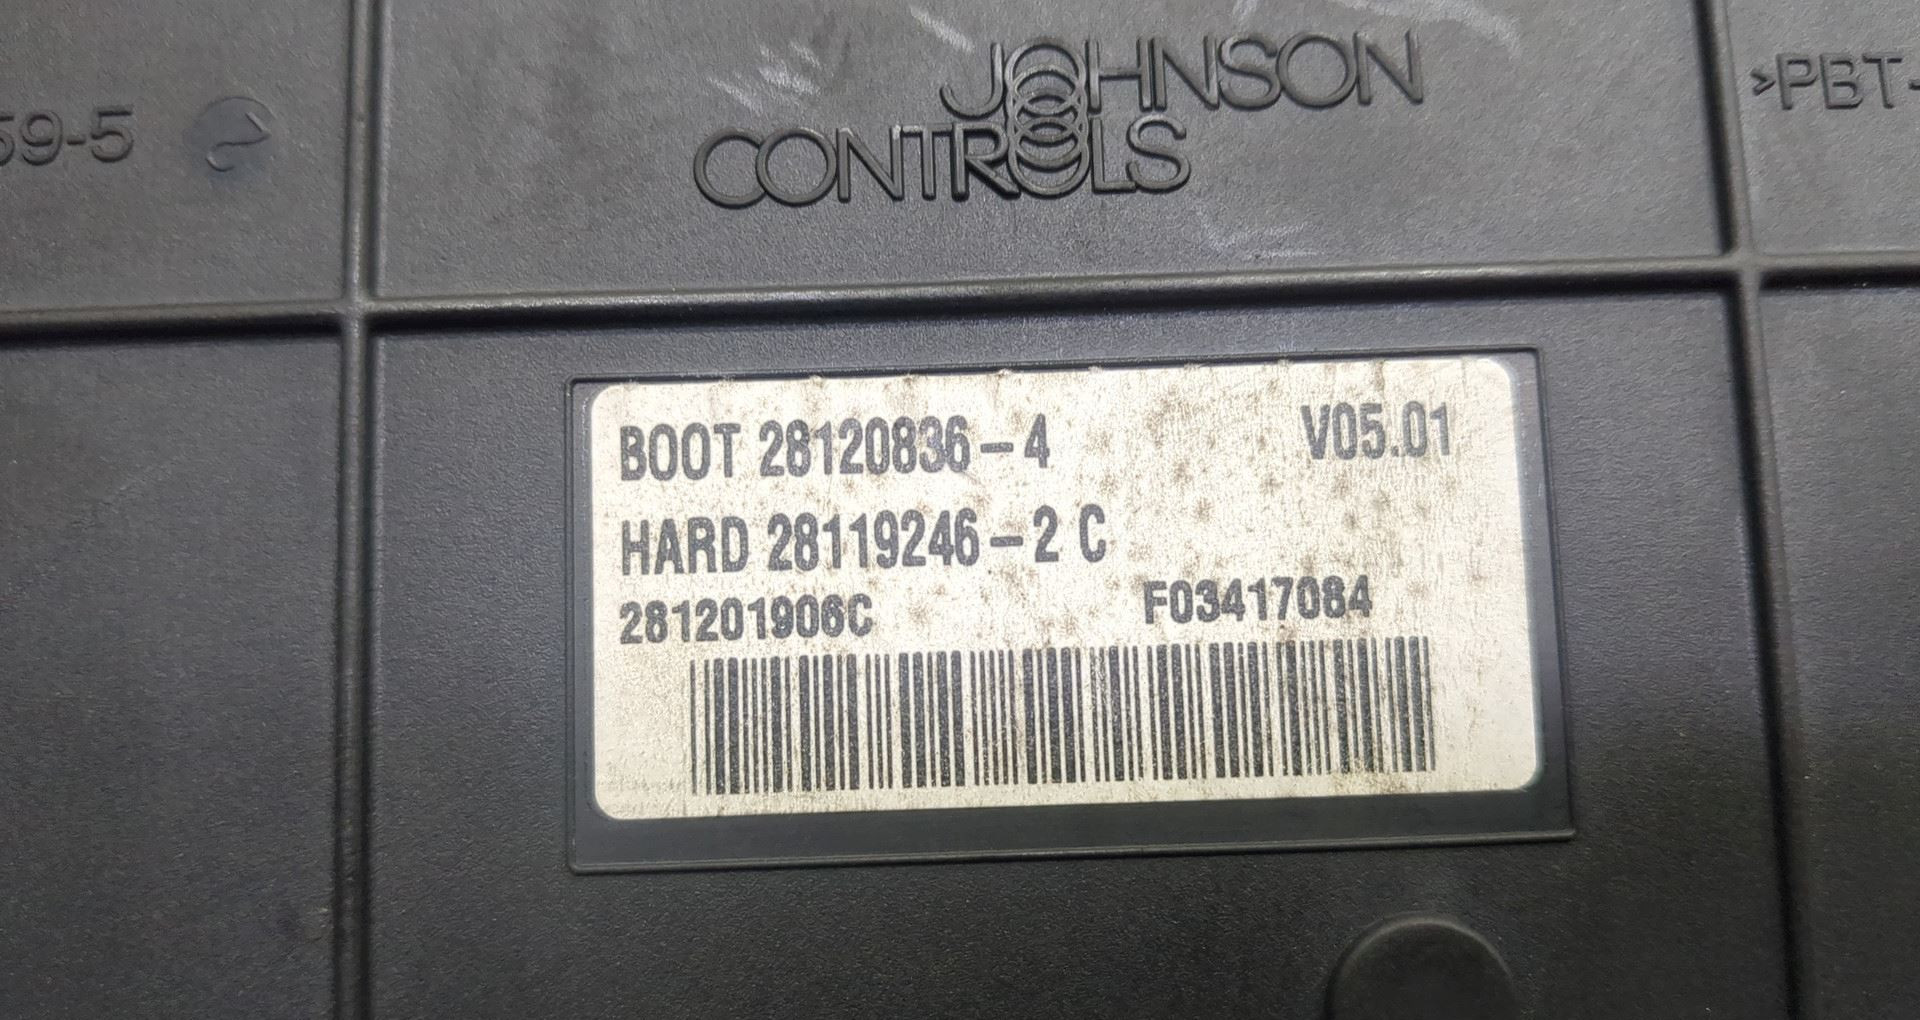 JOHNSON
CONTROLS
59-5
>PBT-
BOOT 28120836-4 V05.01
HARD 28119246-2 C
281201906C F03417084